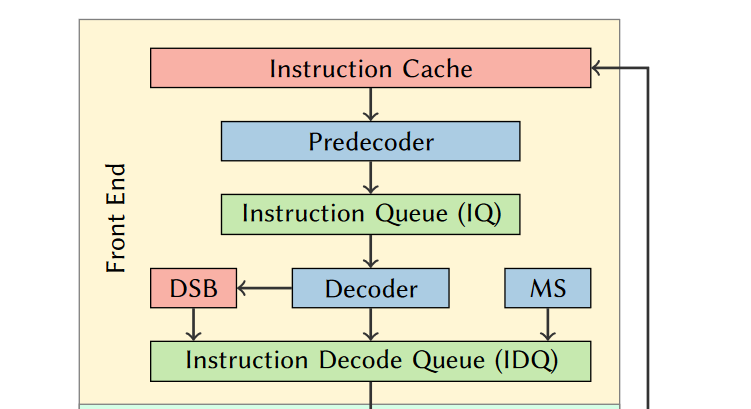 Instruction Cache
Predecoder
Front End
Instruction Queue (IQ)
DSB
Decoder
MS
Instruction Decode Queue (IDQ)